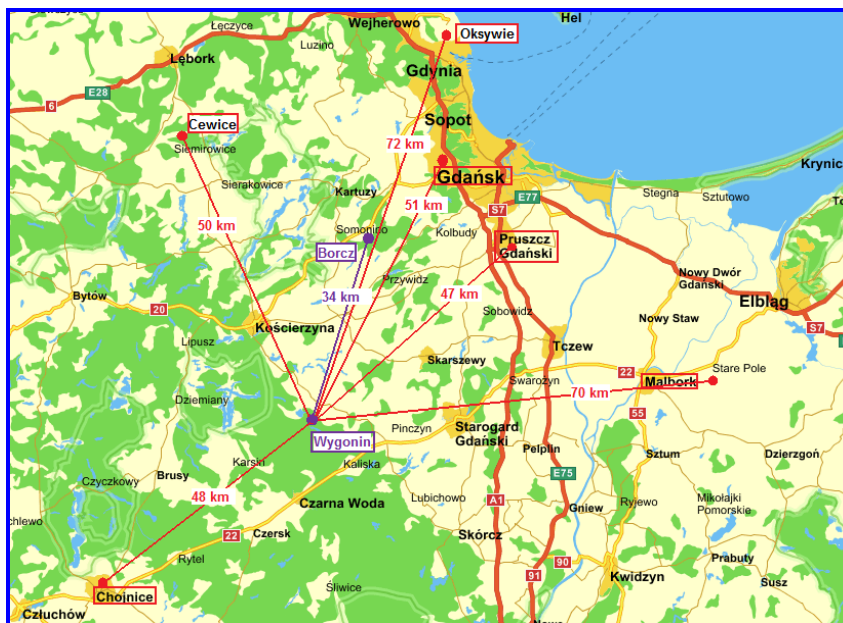 Łęczyce
Wejherowo
Hel
Oksywie
Luzino
Lębork
Gdynia
E28
6
Sopot
Cewice
Siemirowice
72 km
Krynic
Gdańsk
Sierakowice
Kartuzy
E77
Stegna
Sztutowo
51 km
S7
50 km
Somonino
Kolbudy
Pruszcz
Gdański
Borcz
Przywidz
Nowy Dwór
Gdański
34 km
47 km
Bytów
Elbląg
20
Sobowidz
Nowy Staw
Kościerzyna
S7
Lipusz
Tczew
Skarszewy
22
Stare Pole
Swarożyn
Malbork
70 km
Dziemiany
55
Wygonin
Pinczyn
Starogard
Gdański
Pelplin
Sztum
Dzierzgoń
Karsin
Kaliska
Brusy
E75
Czyczkowy
48 km
Lubichowo
A1
Ryjewo
Mikołajki
Pomorskie
Czarna Woda
Gniew
chlewo
22
Czersk
Skórcz
Rytel
90
Prabuty
91
Kwidzyn
Susz
Śliwice
Chojnice
Człuchów